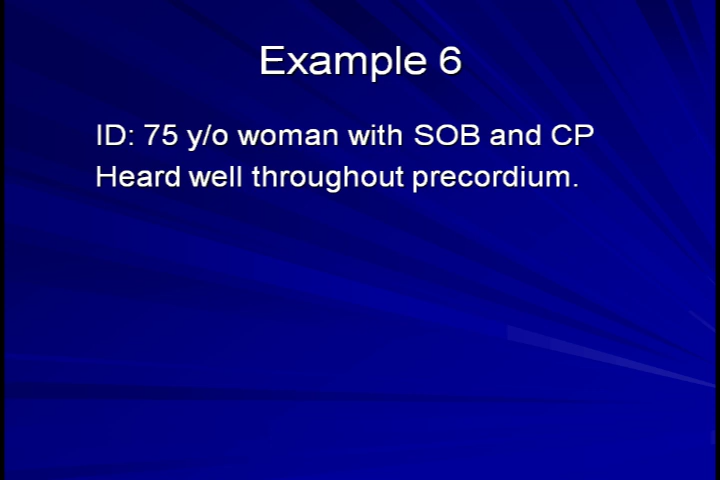 Example 6
ID: 75 y/o woman with SOB and CP
Heard well throughout precordium.